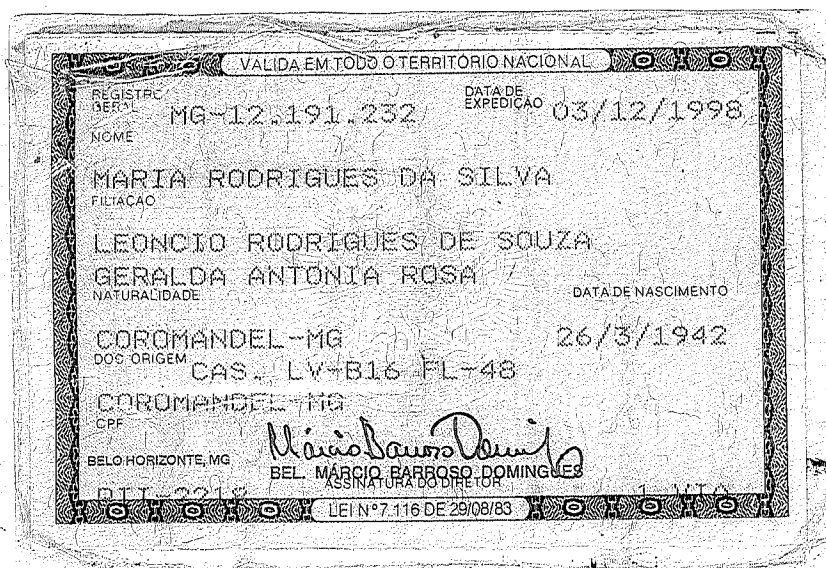 VALIDA EM TODO O TERRITÓRIO NACIONAL
REGISTRO GERAL MG-12.191.232 DATA DE EXPEDIÇÃO 03/12/1998
NOME
MARIA RODRIGUES DA SILVA
FILIAÇÃO
LEONCIO RODRIGUES DE SOUZA
GERALDA ANTONIA ROSA
NATURALIDADE DATA DE NASCIMENTO
COROMANDEL-MG 26/3/1942
DOC ORIGEM CAS. LV-B16 FL-48
COROMANDEL-MG
CPF
BELO HORIZONTE, MG
BEL. MÁRCIO BARROSO DOMINGUES
ASSINATURA DO DIRETOR
1 VIA
LEI Nº 7.116 DE 29/08/83